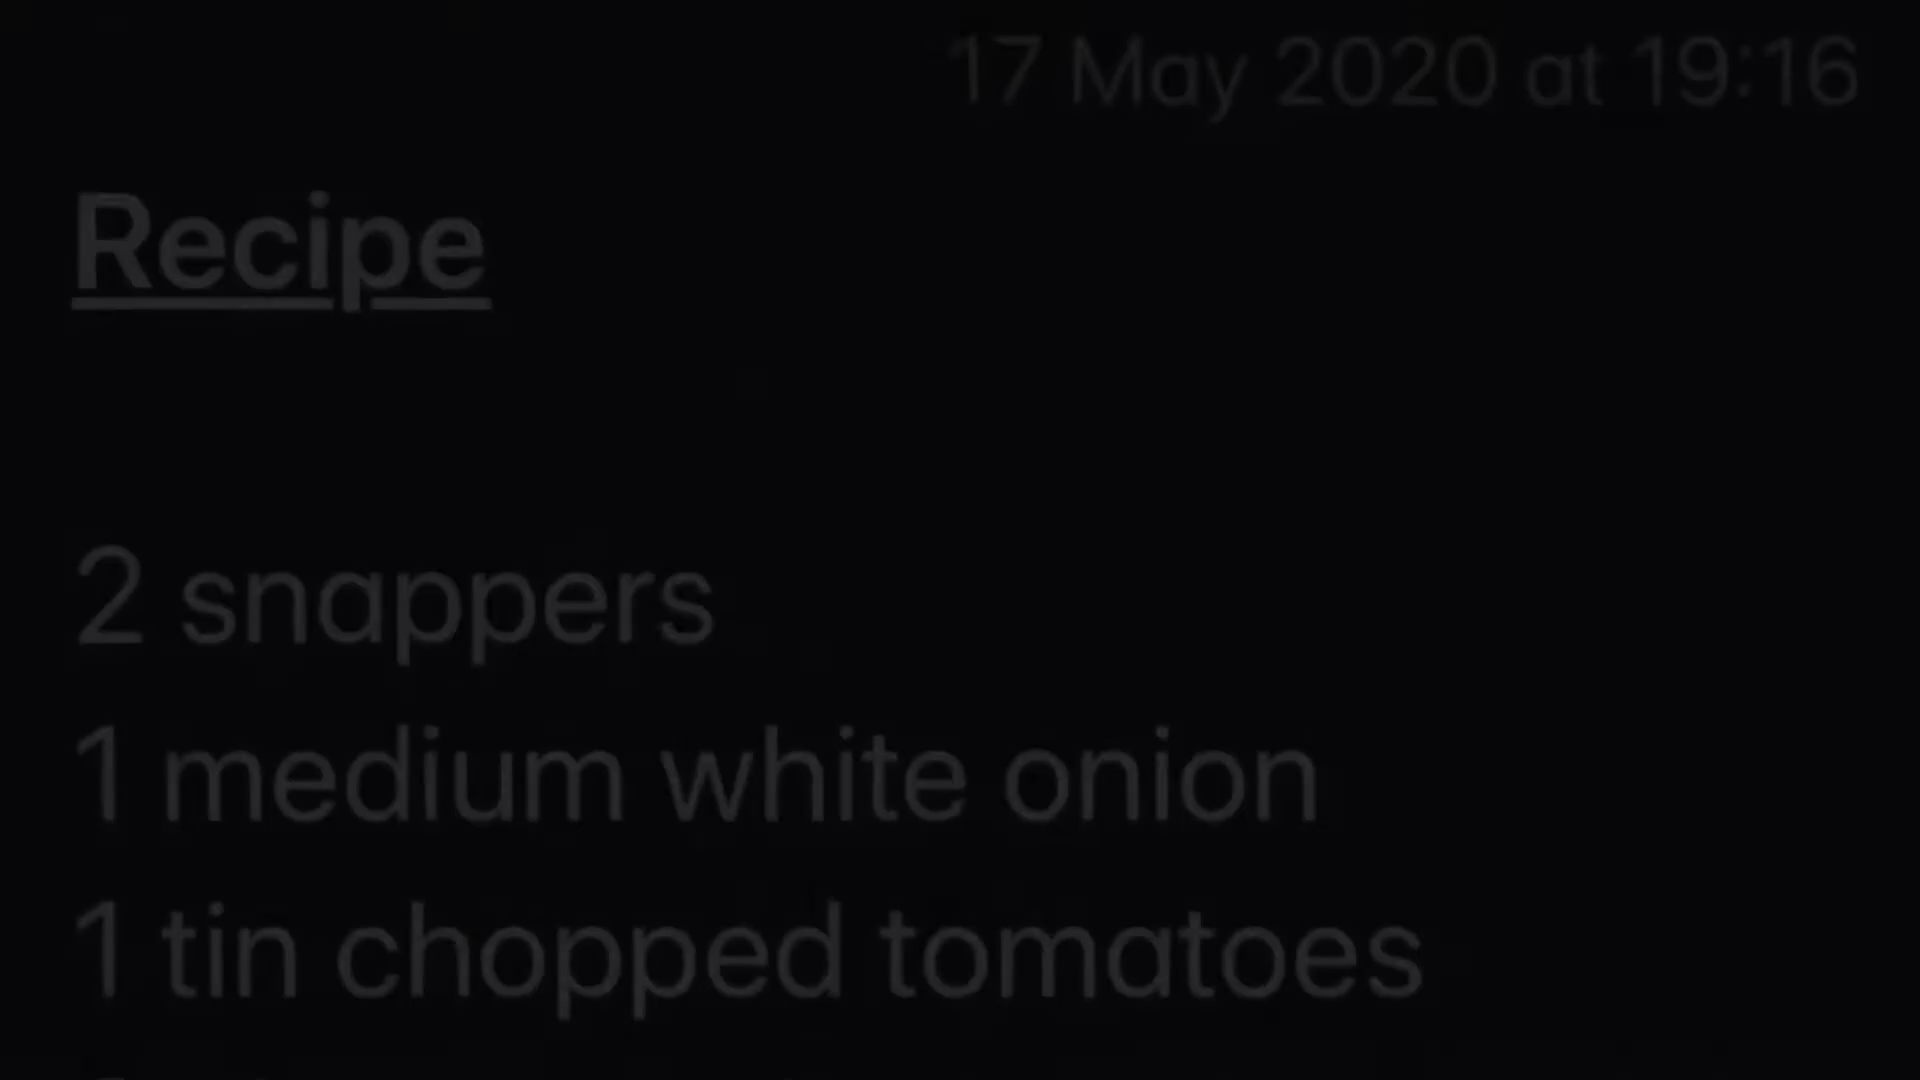 17 May 2020 at 19:16
Recipe
2 snappers
1 medium white onion
1 tin chopped tomatoes